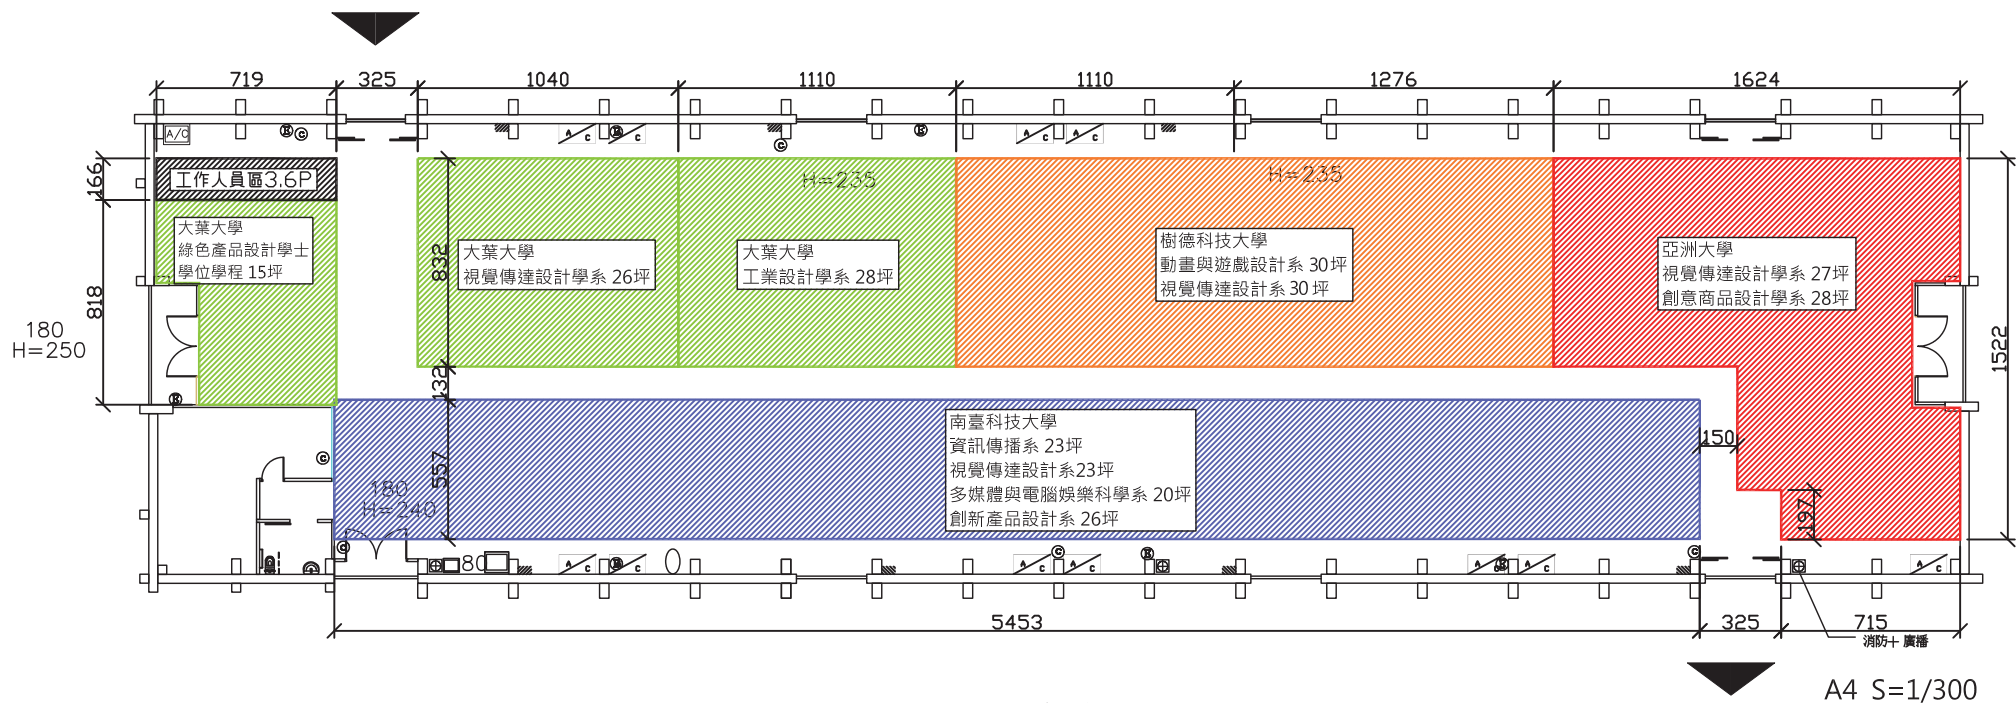 719
325
1040
1110
1110
1276
1624
A/C
A
C
A
C
A
C
166
工作人員區3.6P
H=235
H=235
大葉大學
綠色產品設計學士
學位學程 15坪
大葉大學
視覺傳達設計學系 26坪
大葉大學
工業設計學系 28坪
樹德科技大學
動畫與遊戲設計系 30坪
視覺傳達設計系 30坪
亞洲大學
視覺傳達設計學系 27坪
創意商品設計學系 28坪
832
818
180
H=250
1522
132
南臺科技大學
資訊傳播系 23坪
視覺傳達設計系23坪
多媒體與電腦娛樂科學系 20坪
創新產品設計系 26坪
150
557
180
H=240
197
80
A
C
A
C
A
C
A
C
5453
325
715
消防+ 廣播
A4 S=1/300